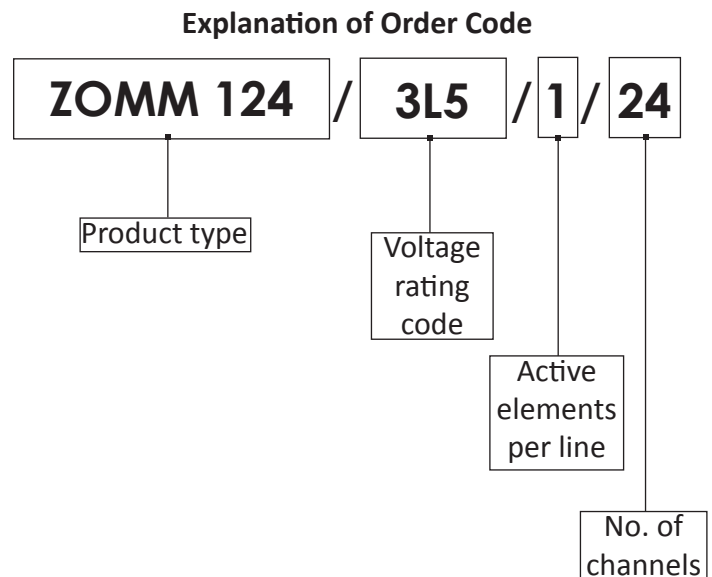 Explanation of Order Code
ZOMM 124 / 3L5 / 1 / 24
Product type
Voltage
rating
code
Active
elements
per line
No. of
channels